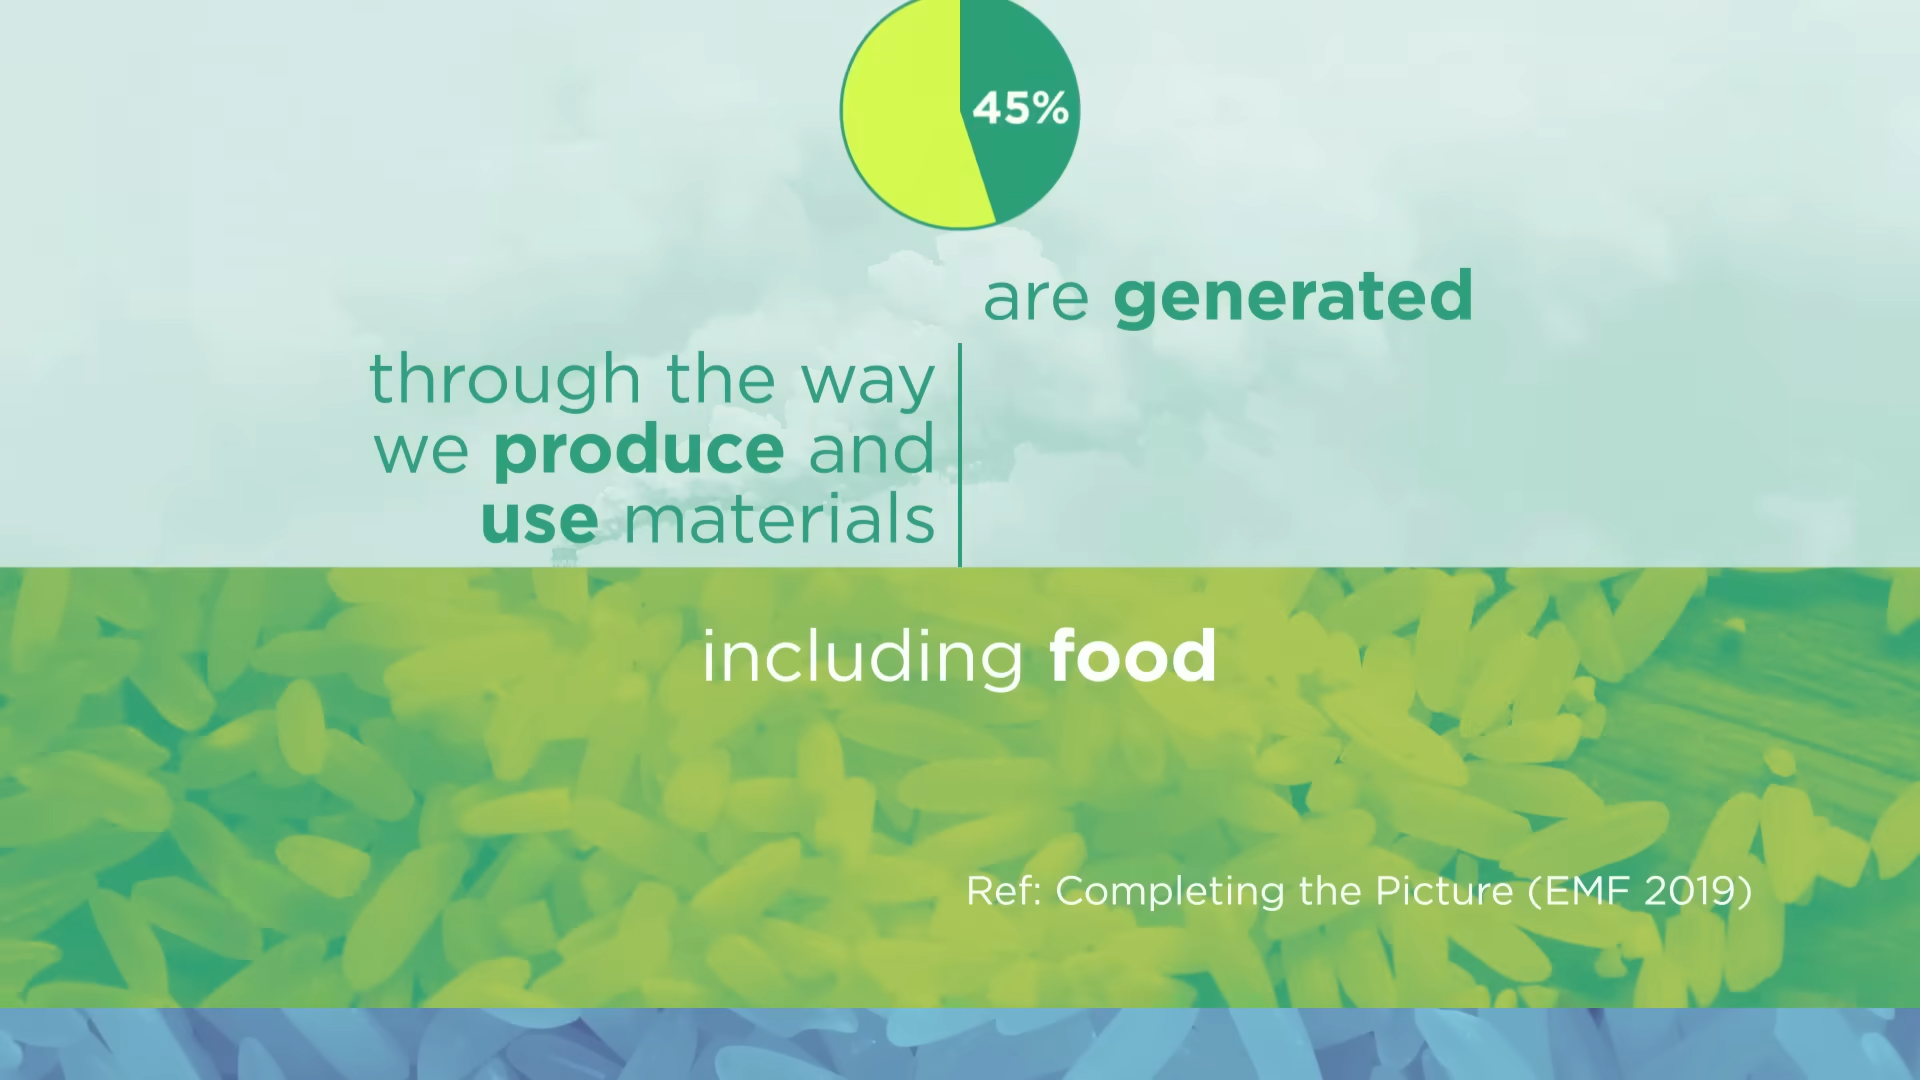 45%
are generated
through the way
we produce and
use materials
including food
Ref: Completing the Picture (EMF 2019)